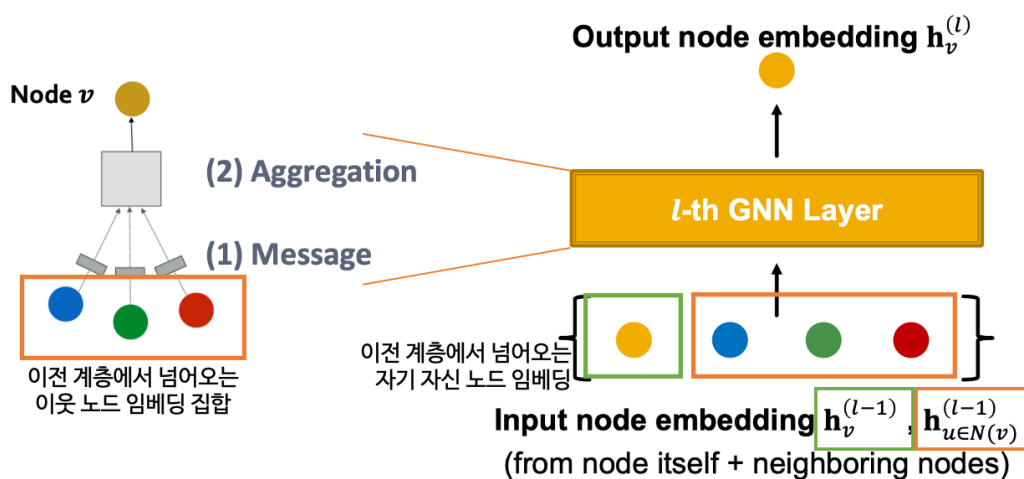 Output node embedding h_v^(l)
Node v
(2) Aggregation
l-th GNN Layer
(1) Message
이전 계층에서 넘어오는
이웃 노드 임베딩 집합
이전 계층에서 넘어오는
자기 자신 노드 임베딩
Input node embedding h_v^(l−1), h_{u∈N(v)}^(l−1)
(from node itself + neighboring nodes)